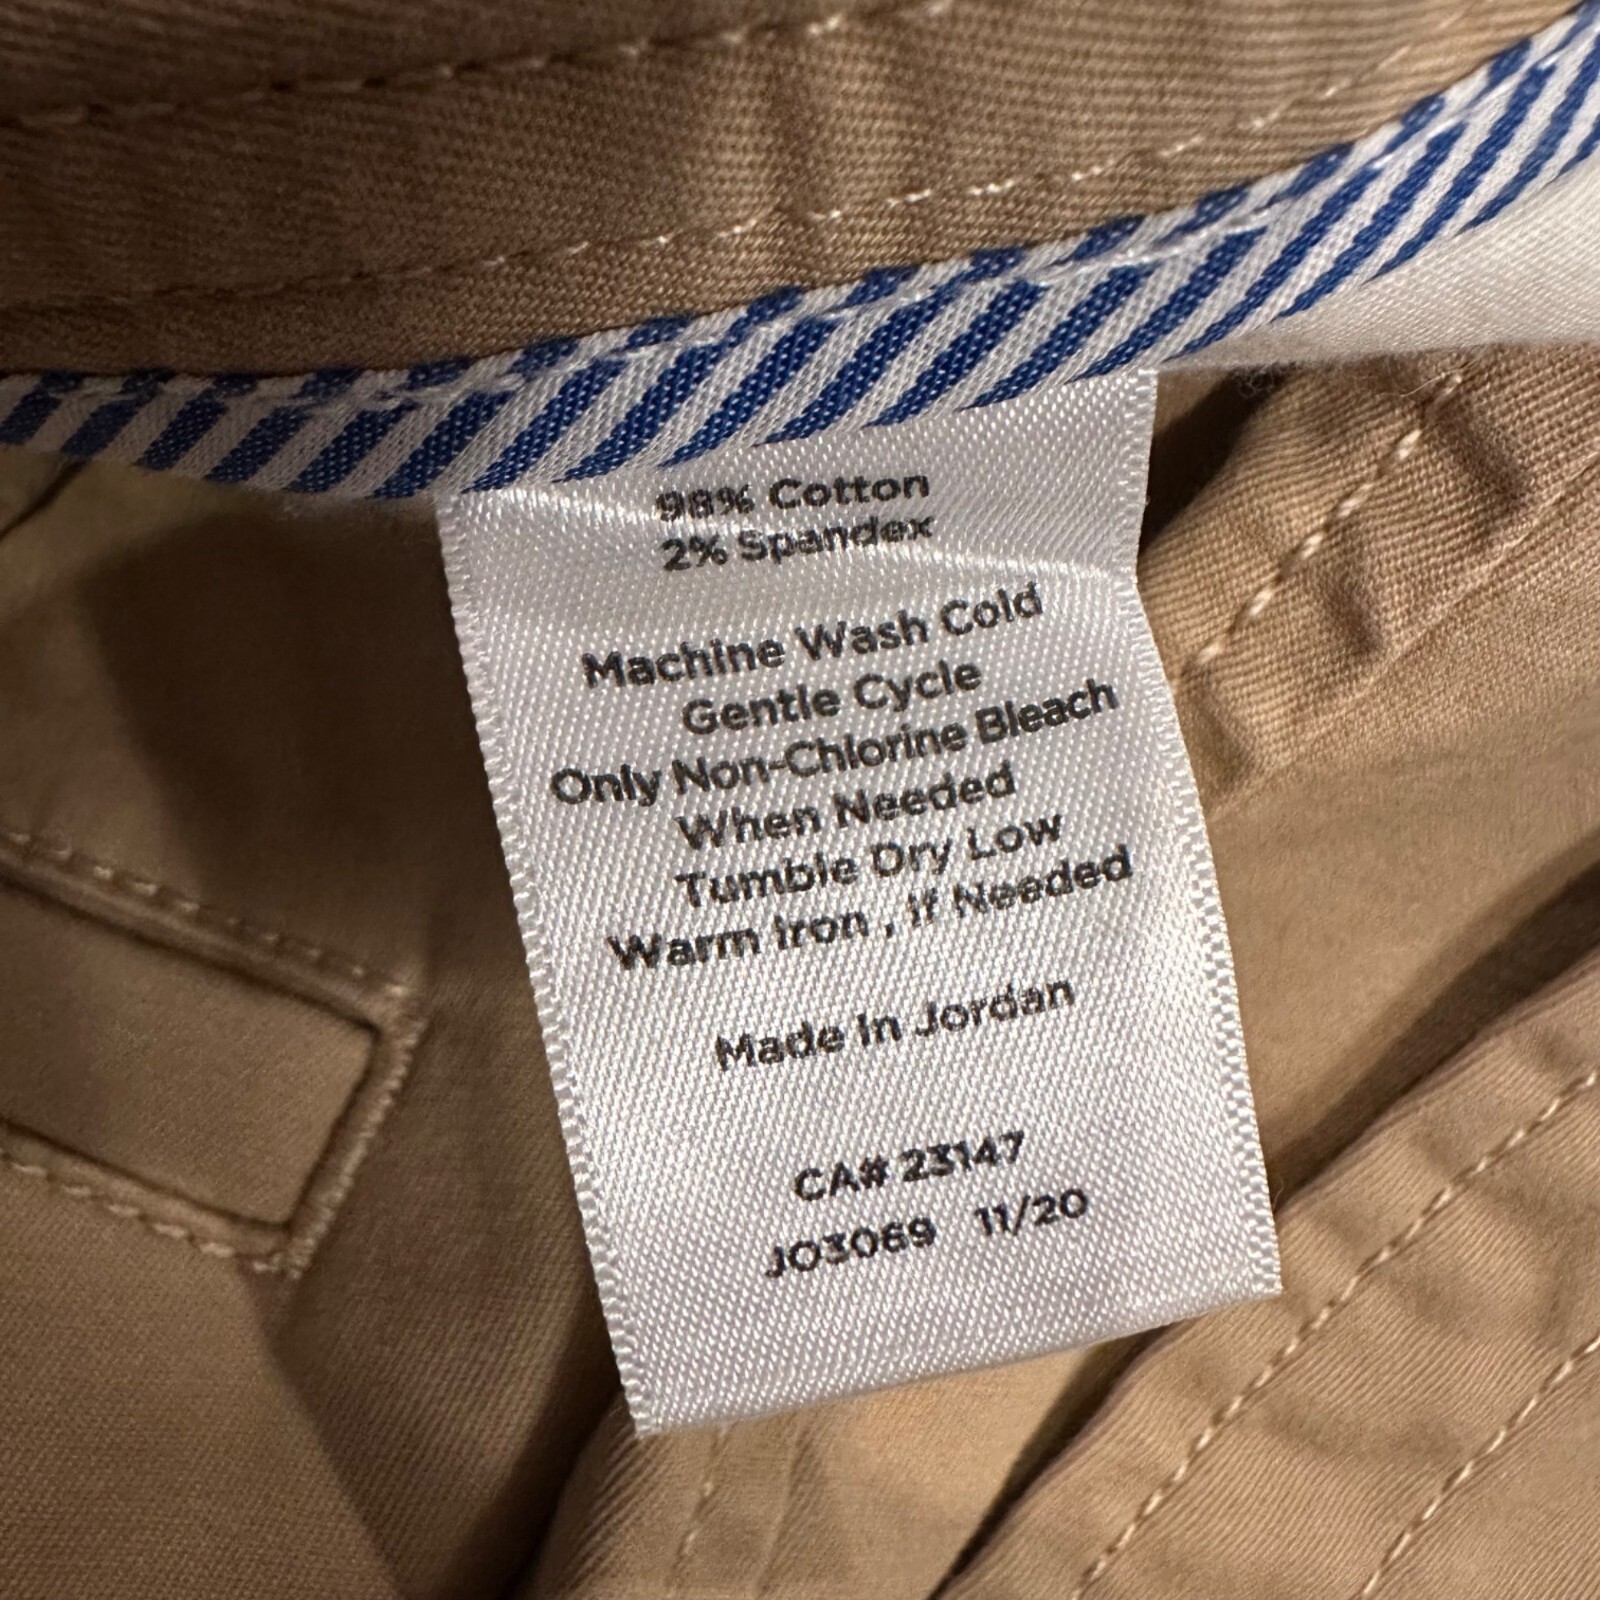 98% Cotton
2% Spandex
Machine Wash Cold
Gentle Cycle
Only Non-Chlorine Bleach
When Needed
Tumble Dry Low
Warm Iron , If Needed
Made In Jordan
CA# 23147
JO3069 11/20